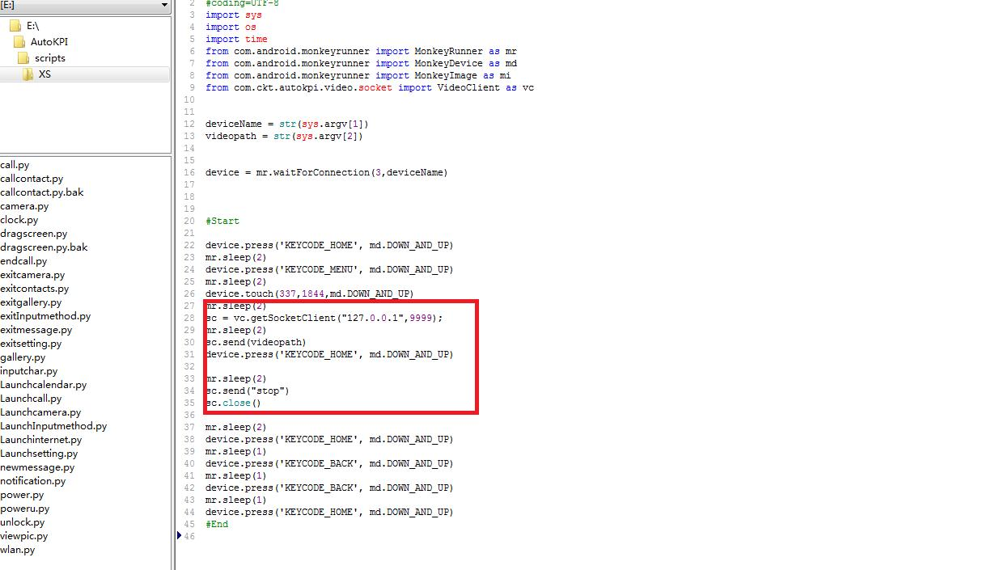 [E:]
E:\
AutoKPI
scripts
XS
call.py
callcontact.py
callcontact.py.bak
camera.py
clock.py
dragscreen.py
dragscreen.py.bak
endcall.py
exitcamera.py
exitcontacts.py
exitgallery.py
exitInputmethod.py
exitmessage.py
exitsetting.py
gallery.py
inputchar.py
Launchcalendar.py
Launchcall.py
Launchcamera.py
LaunchInputmethod.py
Launchinternet.py
Launchsetting.py
newmessage.py
notification.py
power.py
poweru.py
unlock.py
viewpic.py
wlan.py
2 #coding=UTF-8
3 import sys
4 import os
5 import time
6 from com.android.monkeyrunner import MonkeyRunner as mr
7 from com.android.monkeyrunner import MonkeyDevice as md
8 from com.android.monkeyrunner import MonkeyImage as mi
9 from com.ckt.autokpi.video.socket import VideoClient as vc
10
11
12 deviceName = str(sys.argv[1])
13 videopath = str(sys.argv[2])
14
15
16 device = mr.waitForConnection(3,deviceName)
17
18
19
20 #Start
21
22 device.press('KEYCODE_HOME', md.DOWN_AND_UP)
23 mr.sleep(2)
24 device.press('KEYCODE_MENU', md.DOWN_AND_UP)
25 mr.sleep(2)
26 device.touch(337,1844,md.DOWN_AND_UP)
27 mr.sleep(2)
28 sc = vc.getSocketClient("127.0.0.1",9999);
29 mr.sleep(2)
30 sc.send(videopath)
31 device.press('KEYCODE_HOME', md.DOWN_AND_UP)
32
33 mr.sleep(2)
34 sc.send("stop")
35 sc.close()
36
37 mr.sleep(2)
38 device.press('KEYCODE_HOME', md.DOWN_AND_UP)
39 mr.sleep(1)
40 device.press('KEYCODE_BACK', md.DOWN_AND_UP)
41 mr.sleep(1)
42 device.press('KEYCODE_BACK', md.DOWN_AND_UP)
43 mr.sleep(1)
44 device.press('KEYCODE_HOME', md.DOWN_AND_UP)
45 #End
46